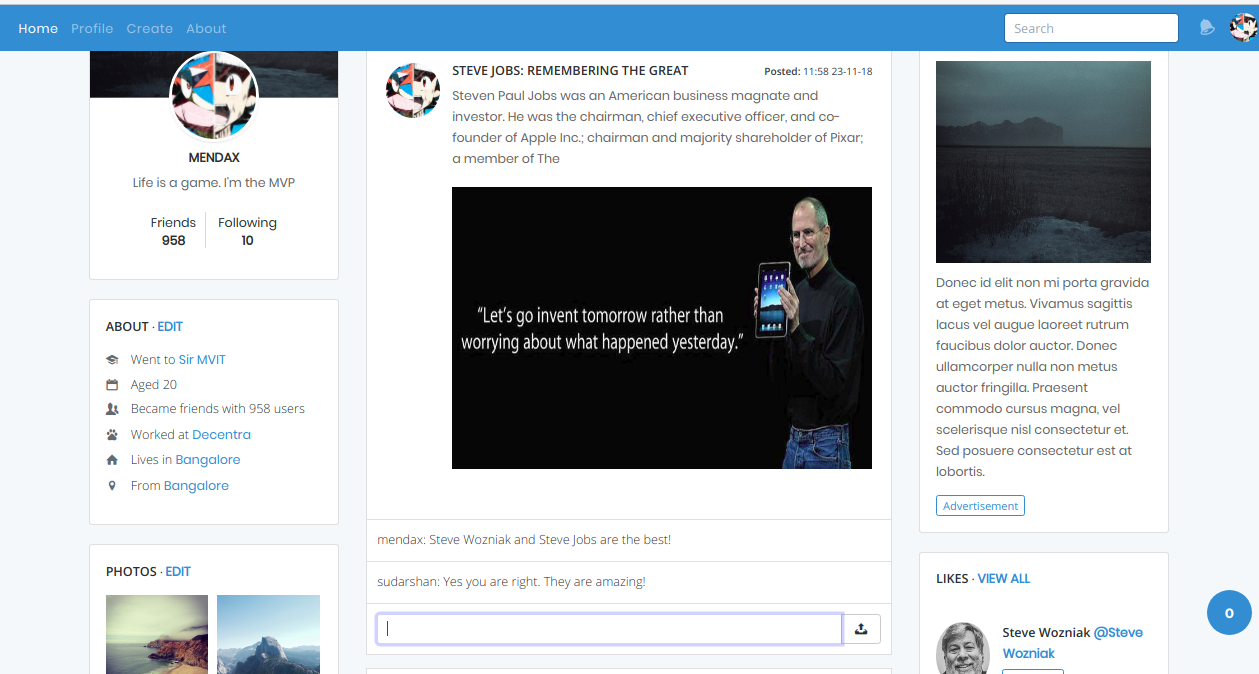 Home Profile Create About
Search
MENDAX
Life is a game. I'm the MVP
Friends Following
958 10
ABOUT · EDIT
Went to Sir MVIT
Aged 20
Became friends with 958 users
Worked at Decentra
Lives in Bangalore
From Bangalore
PHOTOS · EDIT
STEVE JOBS: REMEMBERING THE GREAT
Posted: 11:58 23-11-18
Steven Paul Jobs was an American business magnate and
investor. He was the chairman, chief executive officer, and co-
founder of Apple Inc.; chairman and majority shareholder of Pixar;
a member of The
“Let’s go invent tomorrow rather than
worrying about what happened yesterday.”
mendax: Steve Wozniak and Steve Jobs are the best!
sudarshan: Yes you are right. They are amazing!
Donec id elit non mi porta gravida
at eget metus. Vivamus sagittis
lacus vel augue laoreet rutrum
faucibus dolor auctor. Donec
ullamcorper nulla non metus
auctor fringilla. Praesent
commodo cursus magna, vel
scelerisque nisl consectetur et.
Sed posuere consectetur est at
lobortis.
Advertisement
LIKES · VIEW ALL
Steve Wozniak @Steve
Wozniak
0